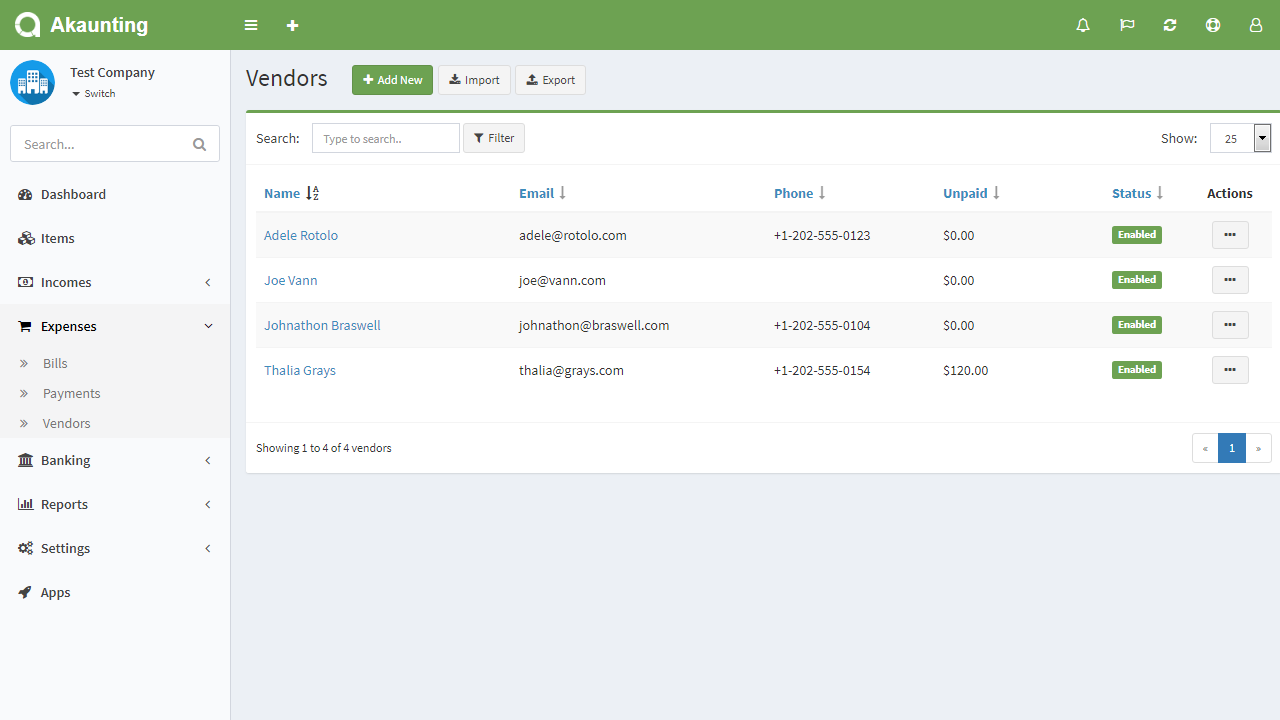 Akaunting
Test Company
Switch
Search...
Dashboard
Items
Incomes
Expenses
Bills
Payments
Vendors
Banking
Reports
Settings
Apps
Vendors Add New Import Export
Search: Type to search.. Filter Show: 25
Name Email Phone Unpaid Status Actions
Adele Rotolo adele@rotolo.com +1-202-555-0123 $0.00 Enabled
Joe Vann joe@vann.com $0.00 Enabled
Johnathon Braswell johnathon@braswell.com +1-202-555-0104 $0.00 Enabled
Thalia Grays thalia@grays.com +1-202-555-0154 $120.00 Enabled
Showing 1 to 4 of 4 vendors « 1 »